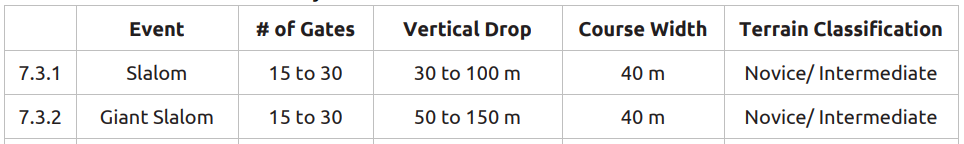 Event # of Gates Vertical Drop Course Width Terrain Classification
7.3.1 Slalom 15 to 30 30 to 100 m 40 m Novice/ Intermediate
7.3.2 Giant Slalom 15 to 30 50 to 150 m 40 m Novice/ Intermediate